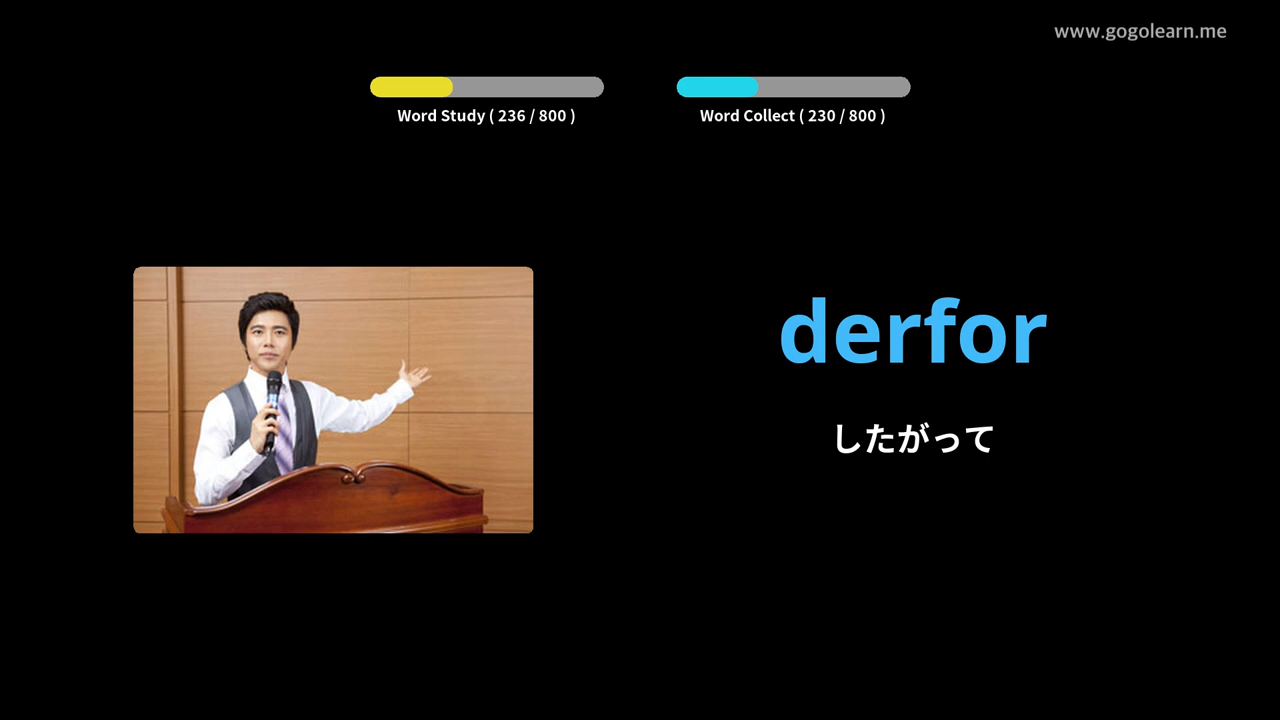 www.gogolearn.me
Word Study ( 236 / 800 )
Word Collect ( 230 / 800 )
derfor
したがって